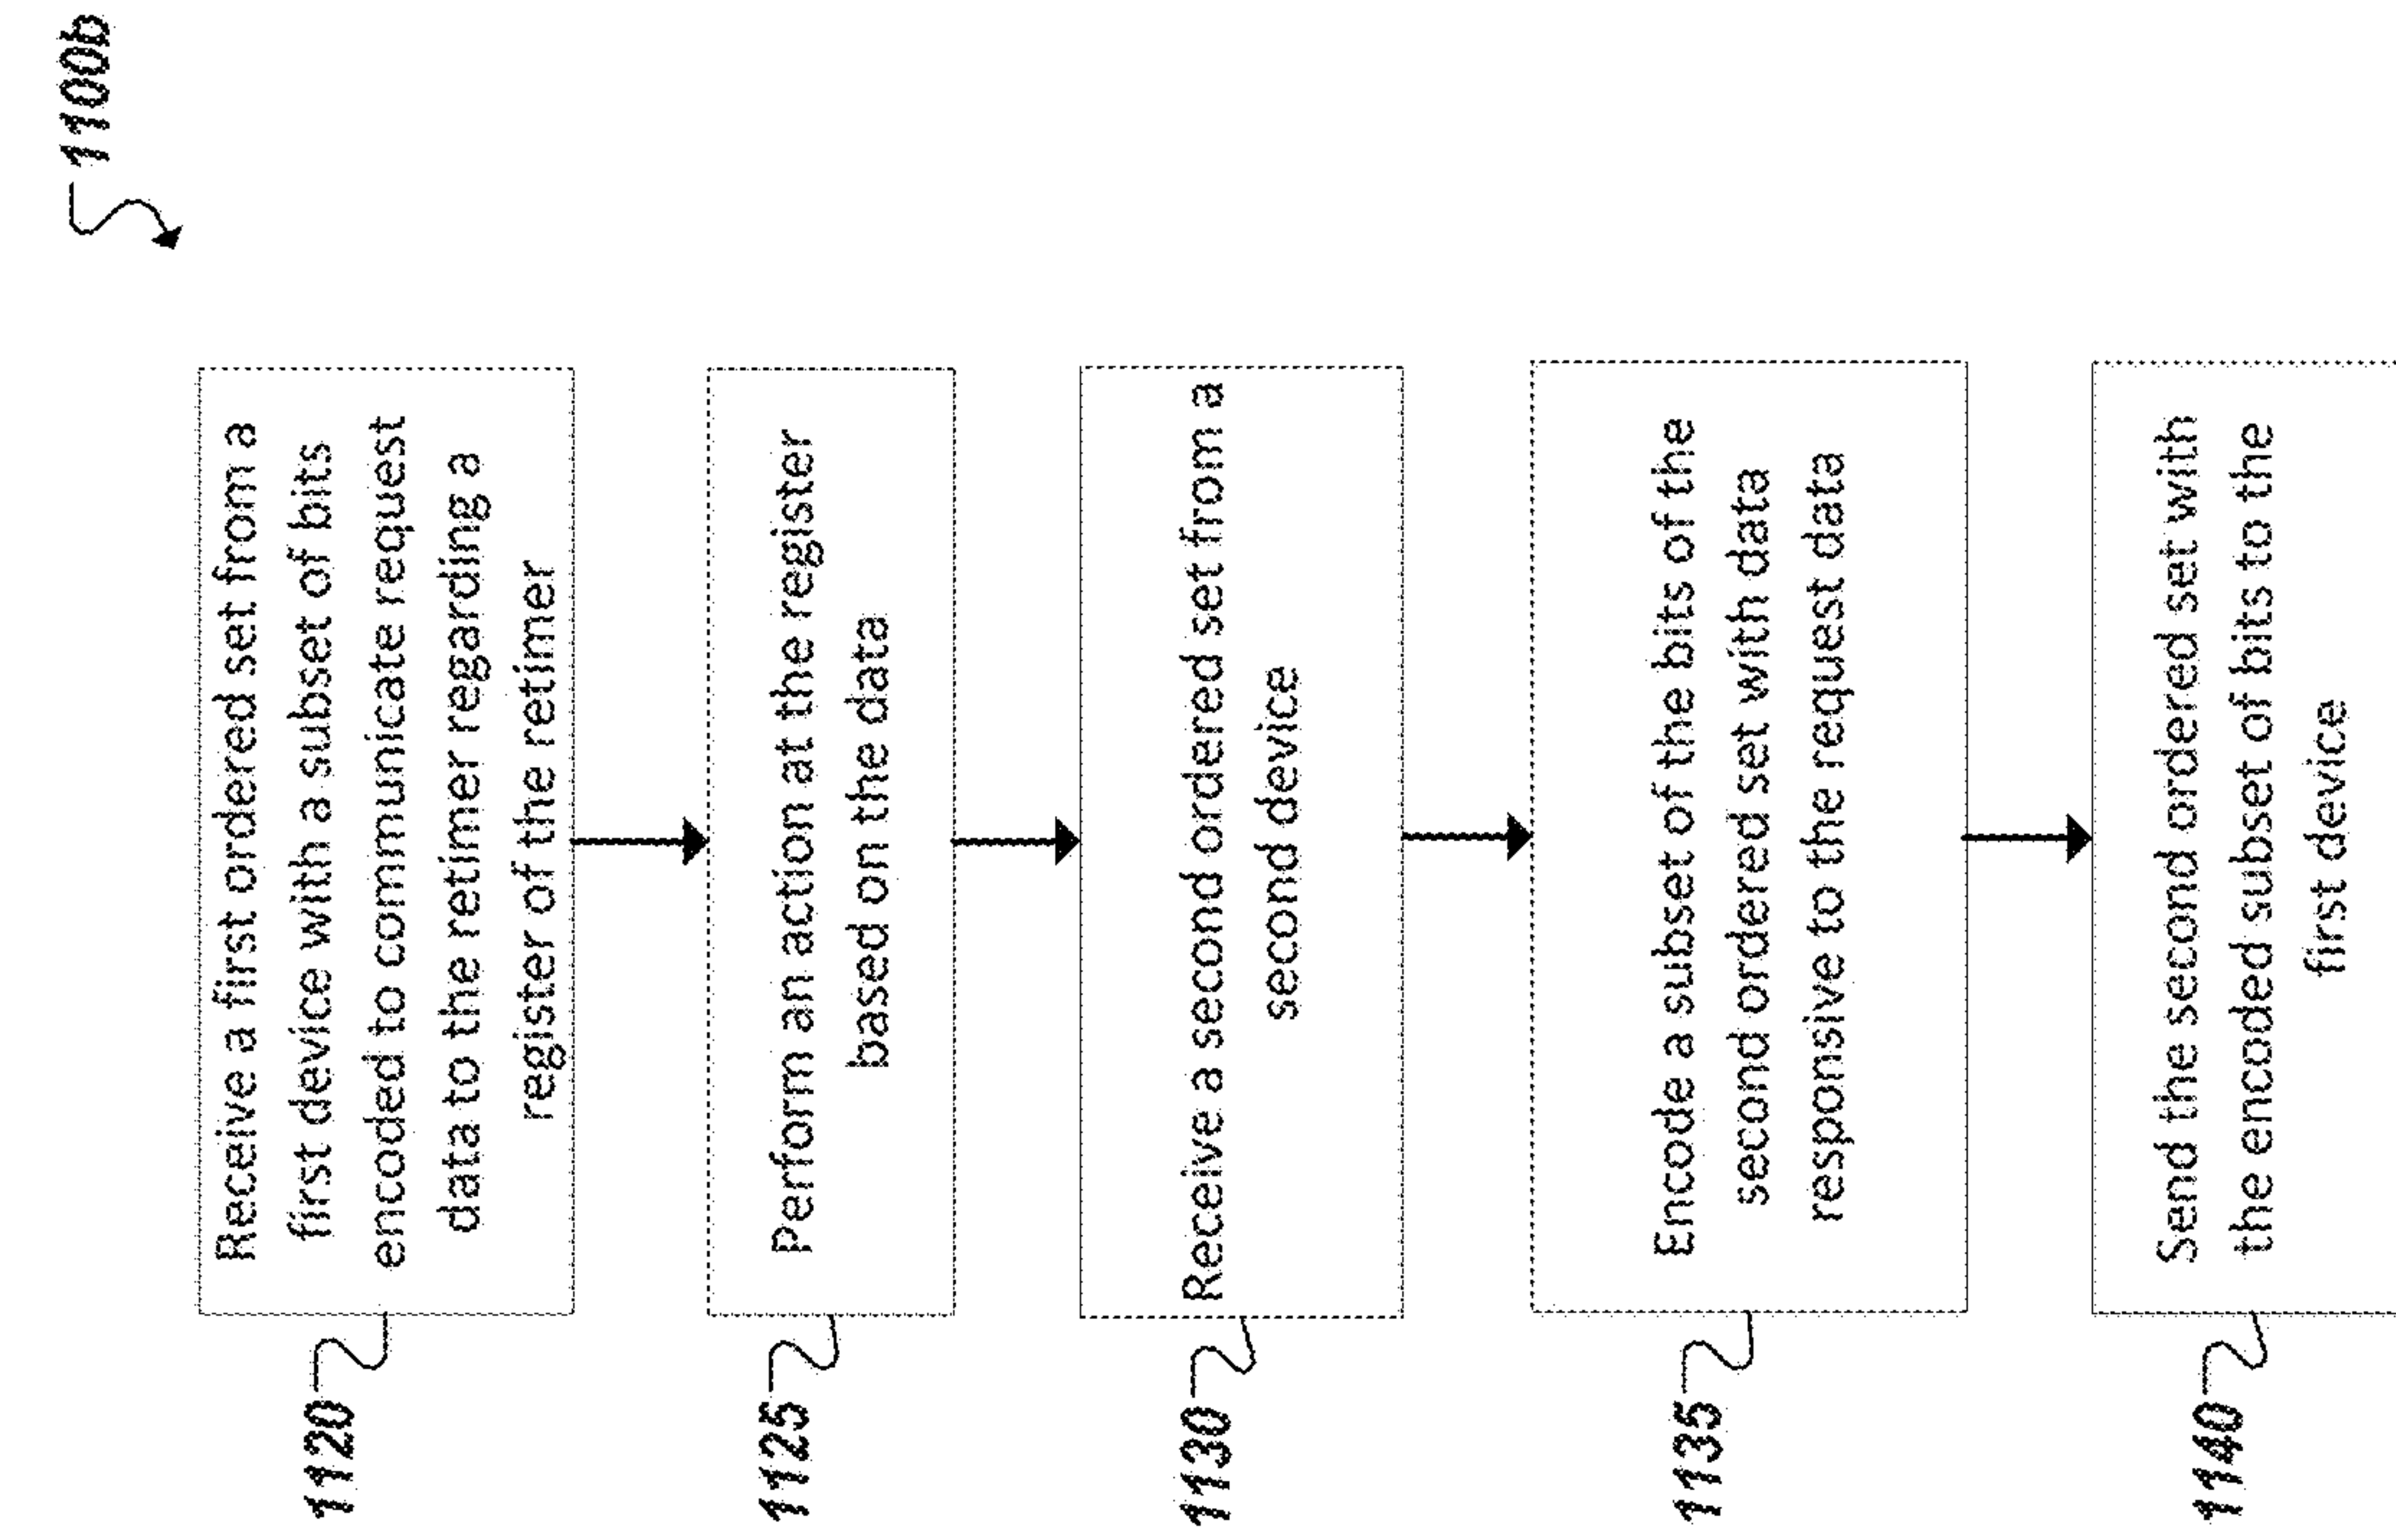 1100b
1120
Receive a first ordered set from a
first device with a subset of bits
encoded to communicate request
data to the retimer regarding a
register of the retimer
1125
Perform an action at the register
based on the data
1130
Receive a second ordered set from a
second device
1135
Encode a subset of the bits of the
second ordered set with data
responsive to the request data
1140
Send the second ordered set with
the encoded subset of bits to the
first device